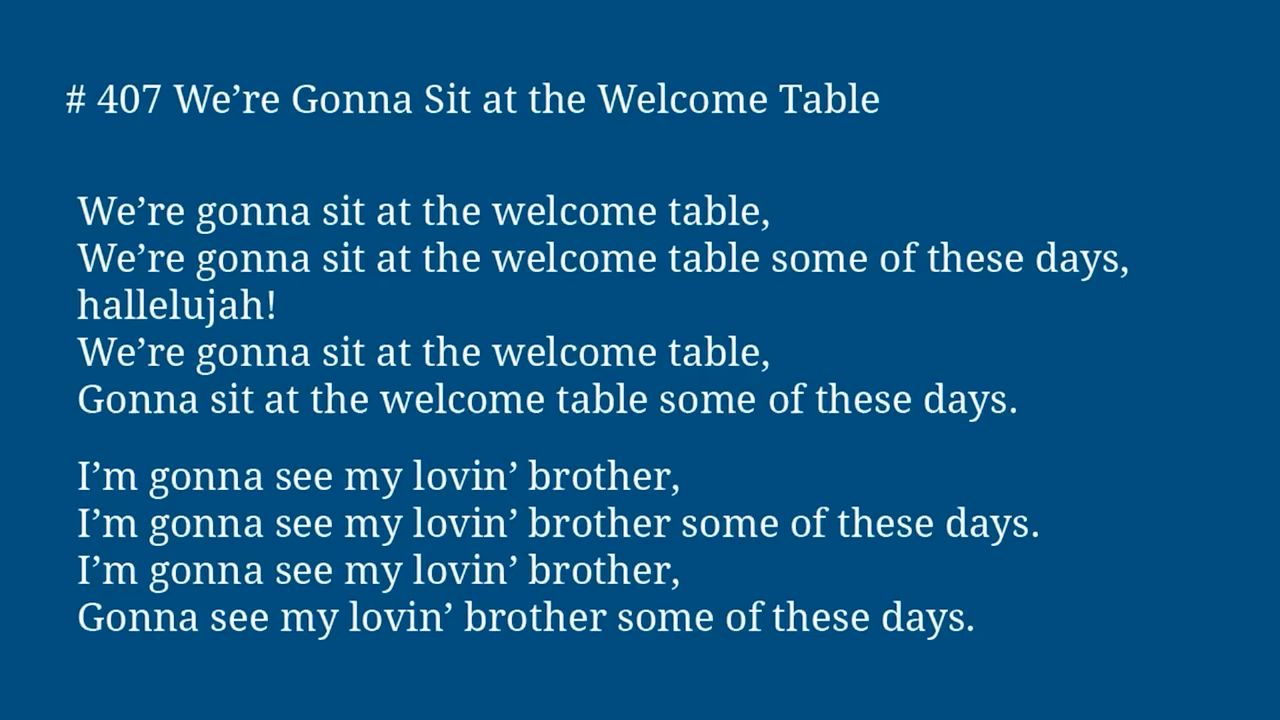 # 407 We’re Gonna Sit at the Welcome Table
We’re gonna sit at the welcome table,
We’re gonna sit at the welcome table some of these days,
hallelujah!
We’re gonna sit at the welcome table,
Gonna sit at the welcome table some of these days.
I’m gonna see my lovin’ brother,
I’m gonna see my lovin’ brother some of these days.
I’m gonna see my lovin’ brother,
Gonna see my lovin’ brother some of these days.